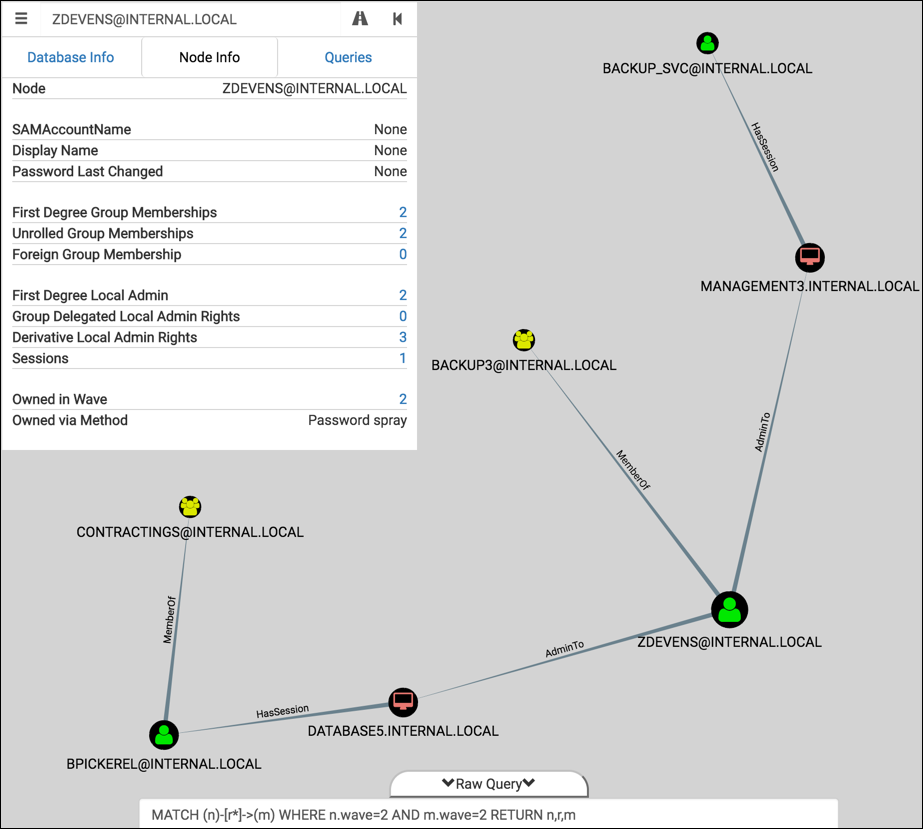 ZDEVENS@INTERNAL.LOCAL
Database Info
Node Info
Queries
Node ZDEVENS@INTERNAL.LOCAL
SAMAccountName None
Display Name None
Password Last Changed None
First Degree Group Memberships 2
Unrolled Group Memberships 2
Foreign Group Membership 0
First Degree Local Admin 2
Group Delegated Local Admin Rights 0
Derivative Local Admin Rights 3
Sessions 1
Owned in Wave 2
Owned via Method Password spray
BACKUP_SVC@INTERNAL.LOCAL
HasSession
MANAGEMENT3.INTERNAL.LOCAL
BACKUP3@INTERNAL.LOCAL
AdminTo
MemberOf
CONTRACTINGS@INTERNAL.LOCAL
MemberOf
ZDEVENS@INTERNAL.LOCAL
AdminTo
HasSession
DATABASE5.INTERNAL.LOCAL
BPICKEREL@INTERNAL.LOCAL
Raw Query
MATCH (n)-[r*]->(m) WHERE n.wave=2 AND m.wave=2 RETURN n,r,m